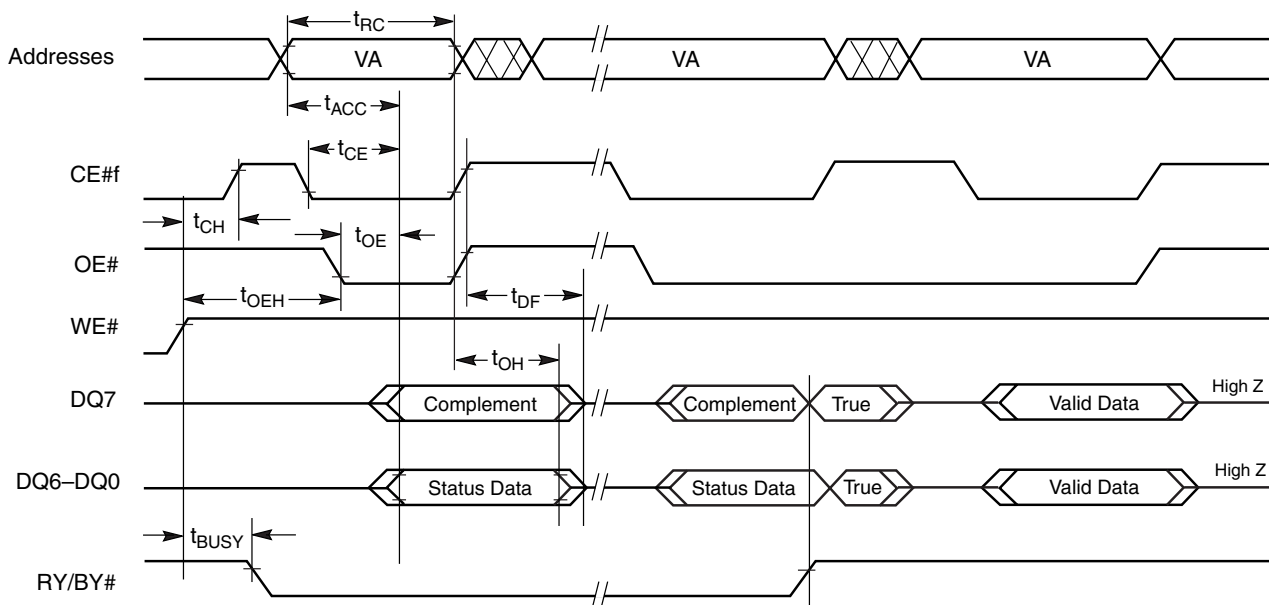 tRC
Addresses VA VA VA
tACC
tCE
CE#f
tCH tOE
OE#
tOEH tDF
WE#
tOH
DQ7 Complement Complement True Valid Data High Z
DQ6–DQ0 Status Data Status Data True Valid Data High Z
tBUSY
RY/BY#